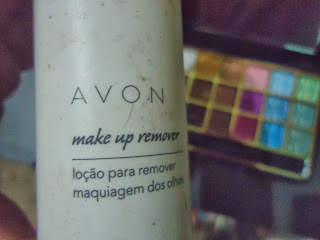 AVON
make up remover
loção para remover
maquiagem dos olhos